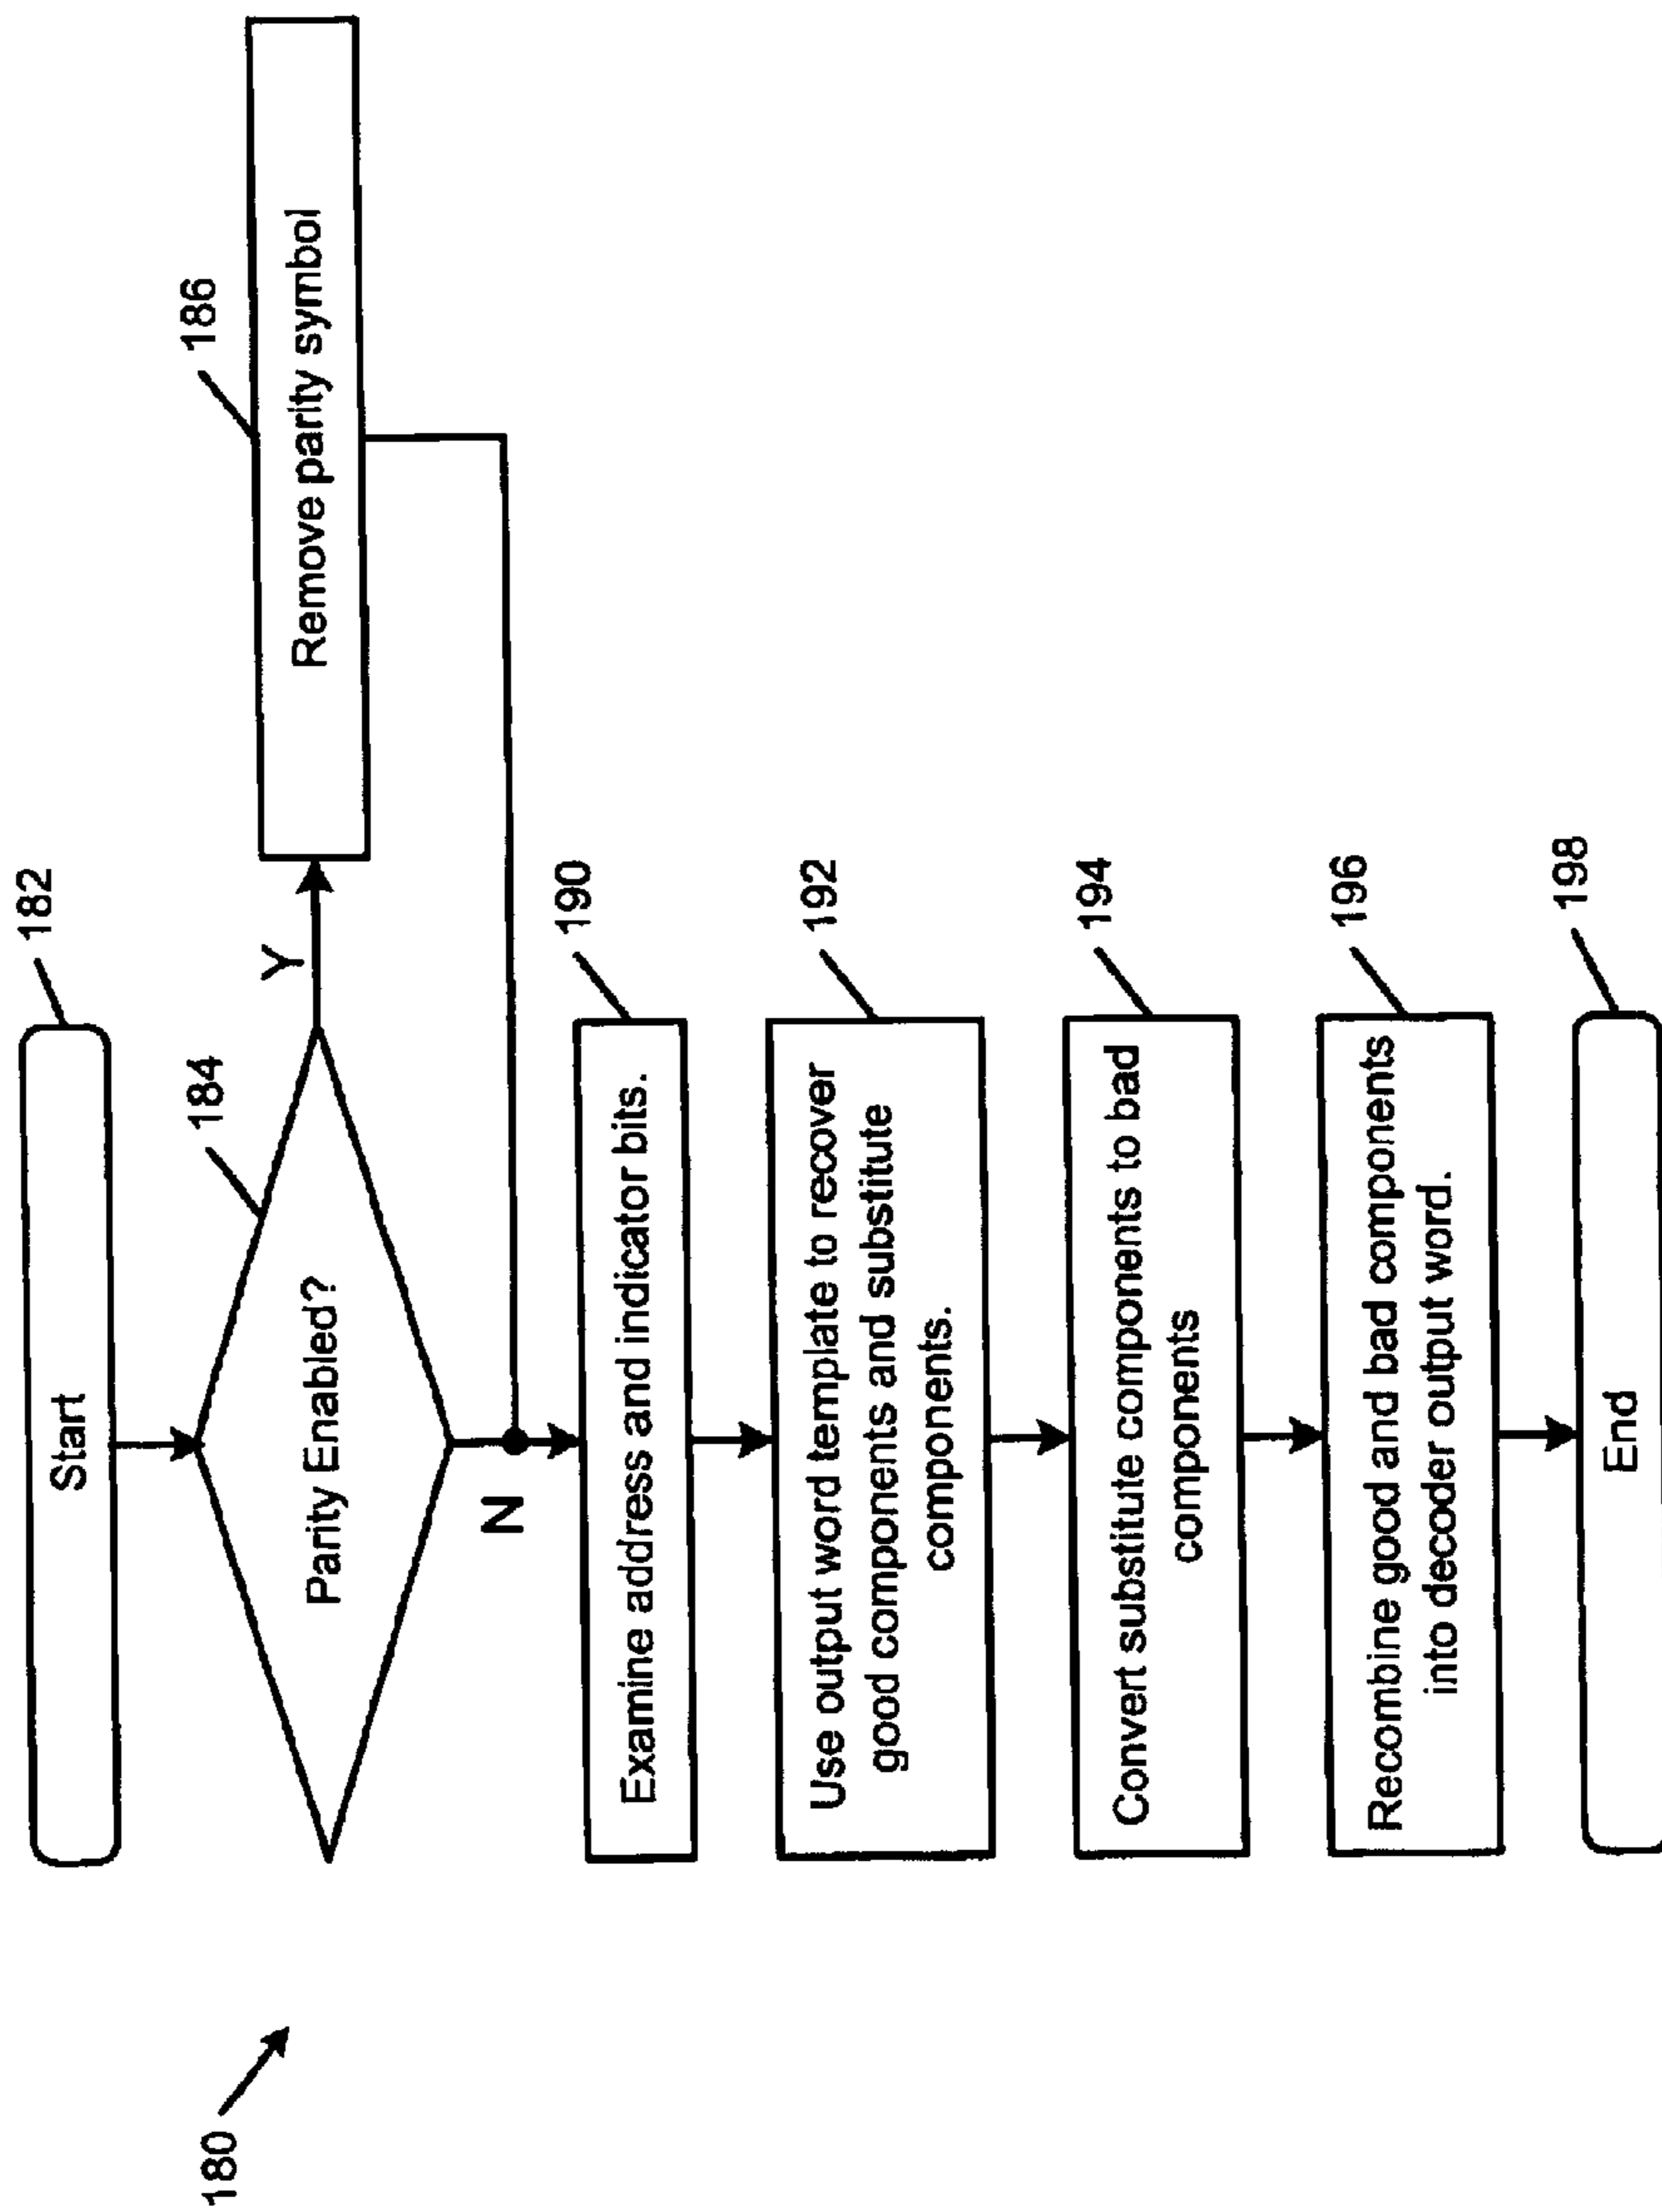 180
Start
182
184
Parity Enabled?
Y
186
Remove parity symbol
N
190
Examine address and indicator bits.
192
Use output word template to recover
good components and substitute
components.
194
Convert substitute components to bad
components
196
Recombine good and bad components
into decoder output word.
198
End